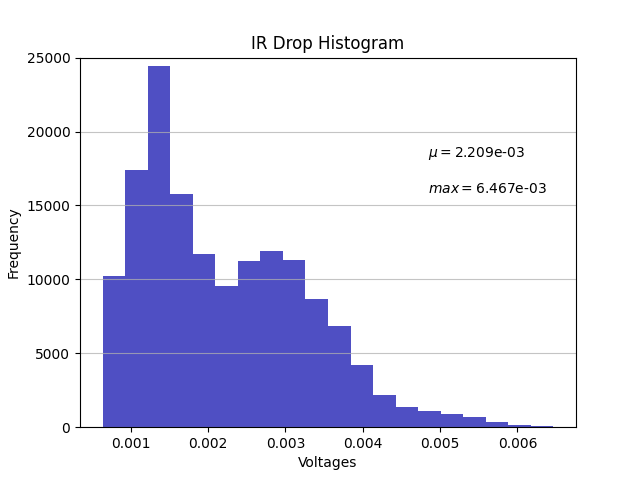 IR Drop Histogram
25000
20000
15000
10000
5000
0
Frequency
μ = 2.209e-03
max = 6.467e-03
0.001 0.002 0.003 0.004 0.005 0.006
Voltages